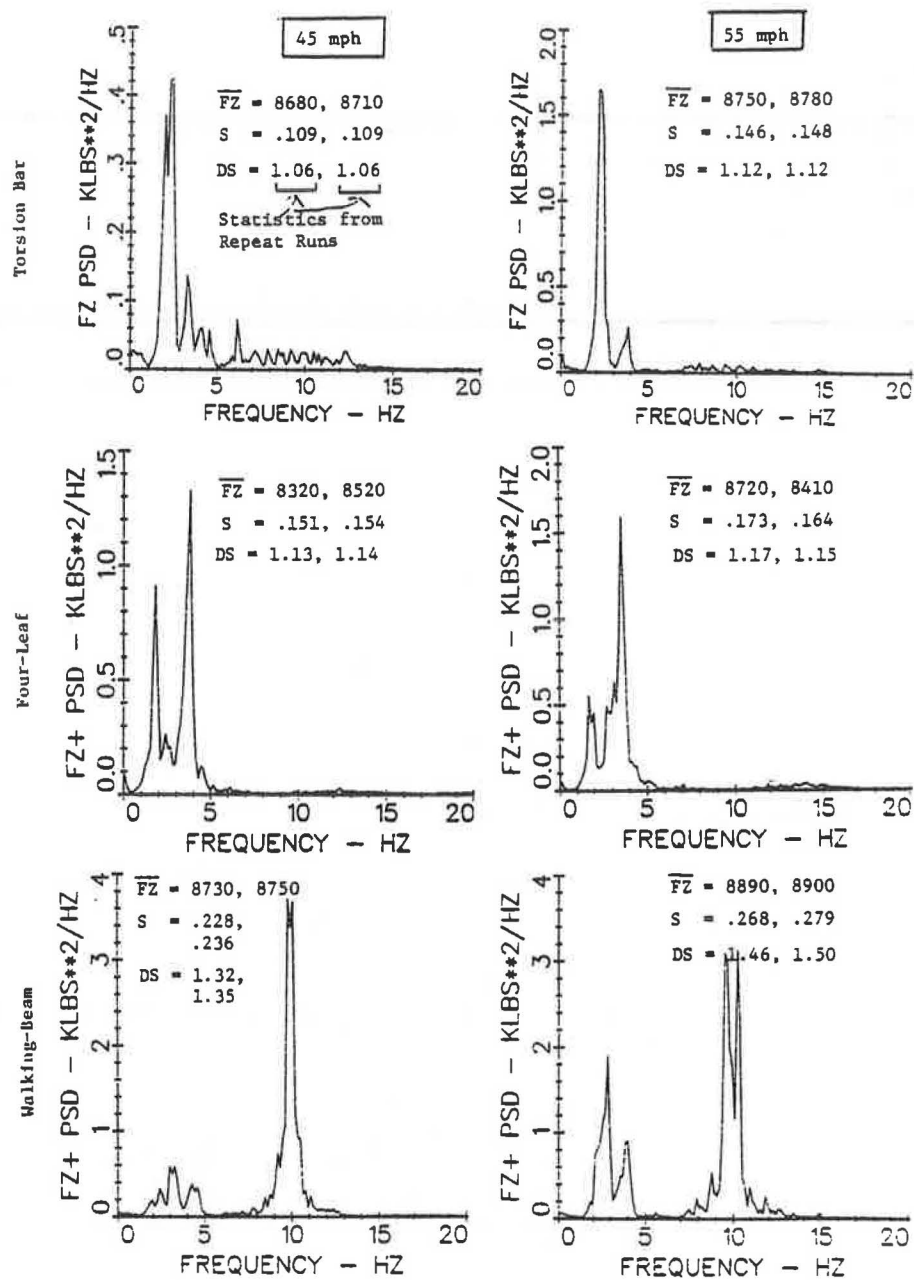 45 mph
55 mph
Torsion Bar
FZ PSD - KLBS**2/HZ
.5
.4
.3
.2
.1
.0
FZ = 8680, 8710
S = .109, .109
DS = 1.06, 1.06
Statistics from
Repeat Runs
0 5 10 15 20
FREQUENCY - HZ
FZ PSD - KLBS**2/HZ
2.0
1.5
1.0
0.5
0.0
FZ = 8750, 8780
S = .146, .148
DS = 1.12, 1.12
0 5 10 15 20
FREQUENCY - HZ
Four-Leaf
FZ+ PSD - KLBS**2/HZ
1.5
1.0
0.5
0.0
FZ = 8320, 8520
S = .151, .154
DS = 1.13, 1.14
0 5 10 15 20
FREQUENCY - HZ
FZ+ PSD - KLBS**2/HZ
2.0
1.5
1.0
0.5
0.0
FZ = 8720, 8410
S = .173, .164
DS = 1.17, 1.15
0 5 10 15 20
FREQUENCY - HZ
Walking-Beam
FZ+ PSD - KLBS**2/HZ
4
3
2
1
0
FZ = 8730, 8750
S = .228,
.236
DS = 1.32,
1.35
0 5 10 15 20
FREQUENCY - HZ
FZ+ PSD - KLBS**2/HZ
4
3
2
1
0
FZ = 8890, 8900
S = .268, .279
DS = 1.46, 1.50
0 5 10 15 20
FREQUENCY - HZ